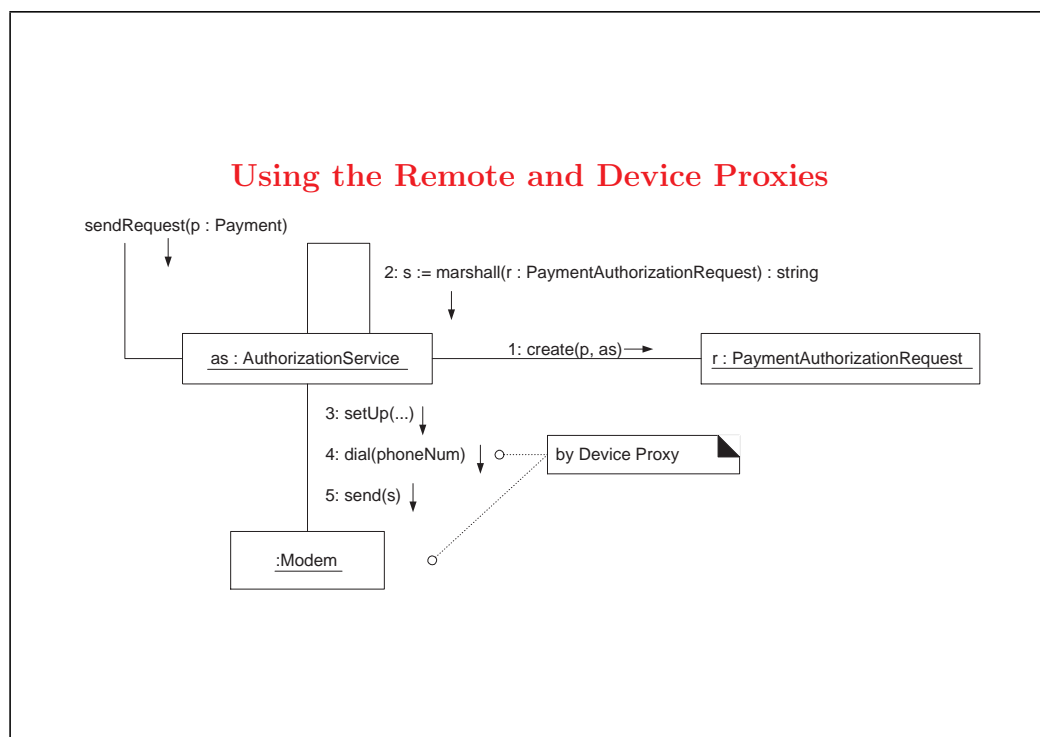 Using the Remote and Device Proxies
sendRequest(p : Payment)
2: s := marshall(r : PaymentAuthorizationRequest) : string
as : AuthorizationService
1: create(p, as)
r : PaymentAuthorizationRequest
3: setUp(...)
4: dial(phoneNum)
by Device Proxy
5: send(s)
:Modem